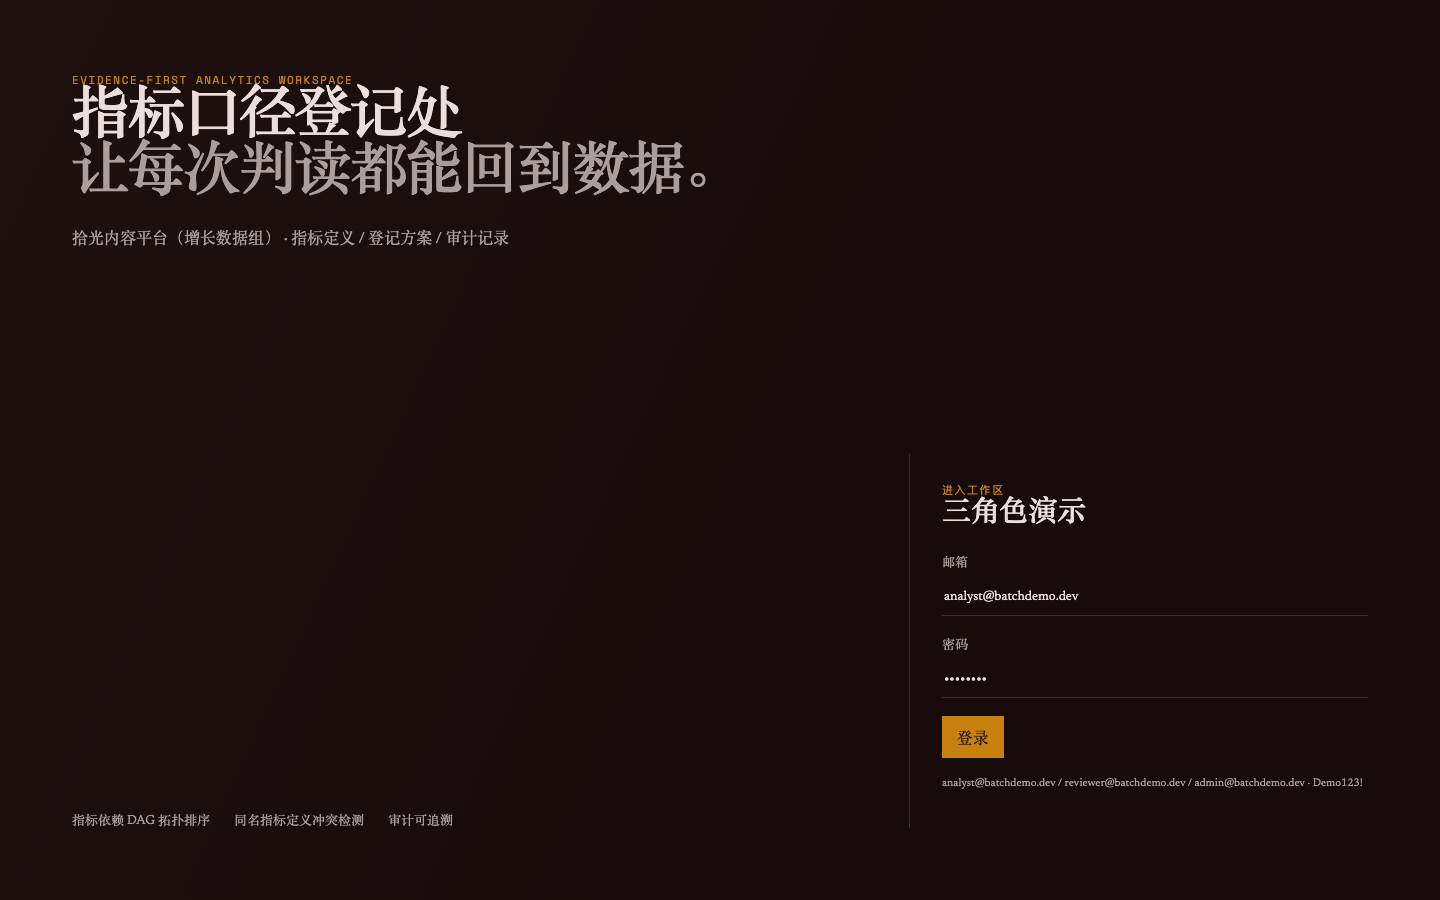 EVIDENCE-FIRST ANALYTICS WORKSPACE
指标口径登记处
让每次判读都能回到数据。
拾光内容平台（增长数据组） · 指标定义 / 登记方案 / 审计记录
进入工作区
三角色演示
邮箱
analyst@batchdemo.dev
密码
••••••••
登录
analyst@batchdemo.dev / reviewer@batchdemo.dev / admin@batchdemo.dev · Demo123!
指标依赖 DAG 拓扑排序 同名指标定义冲突检测 审计可追溯